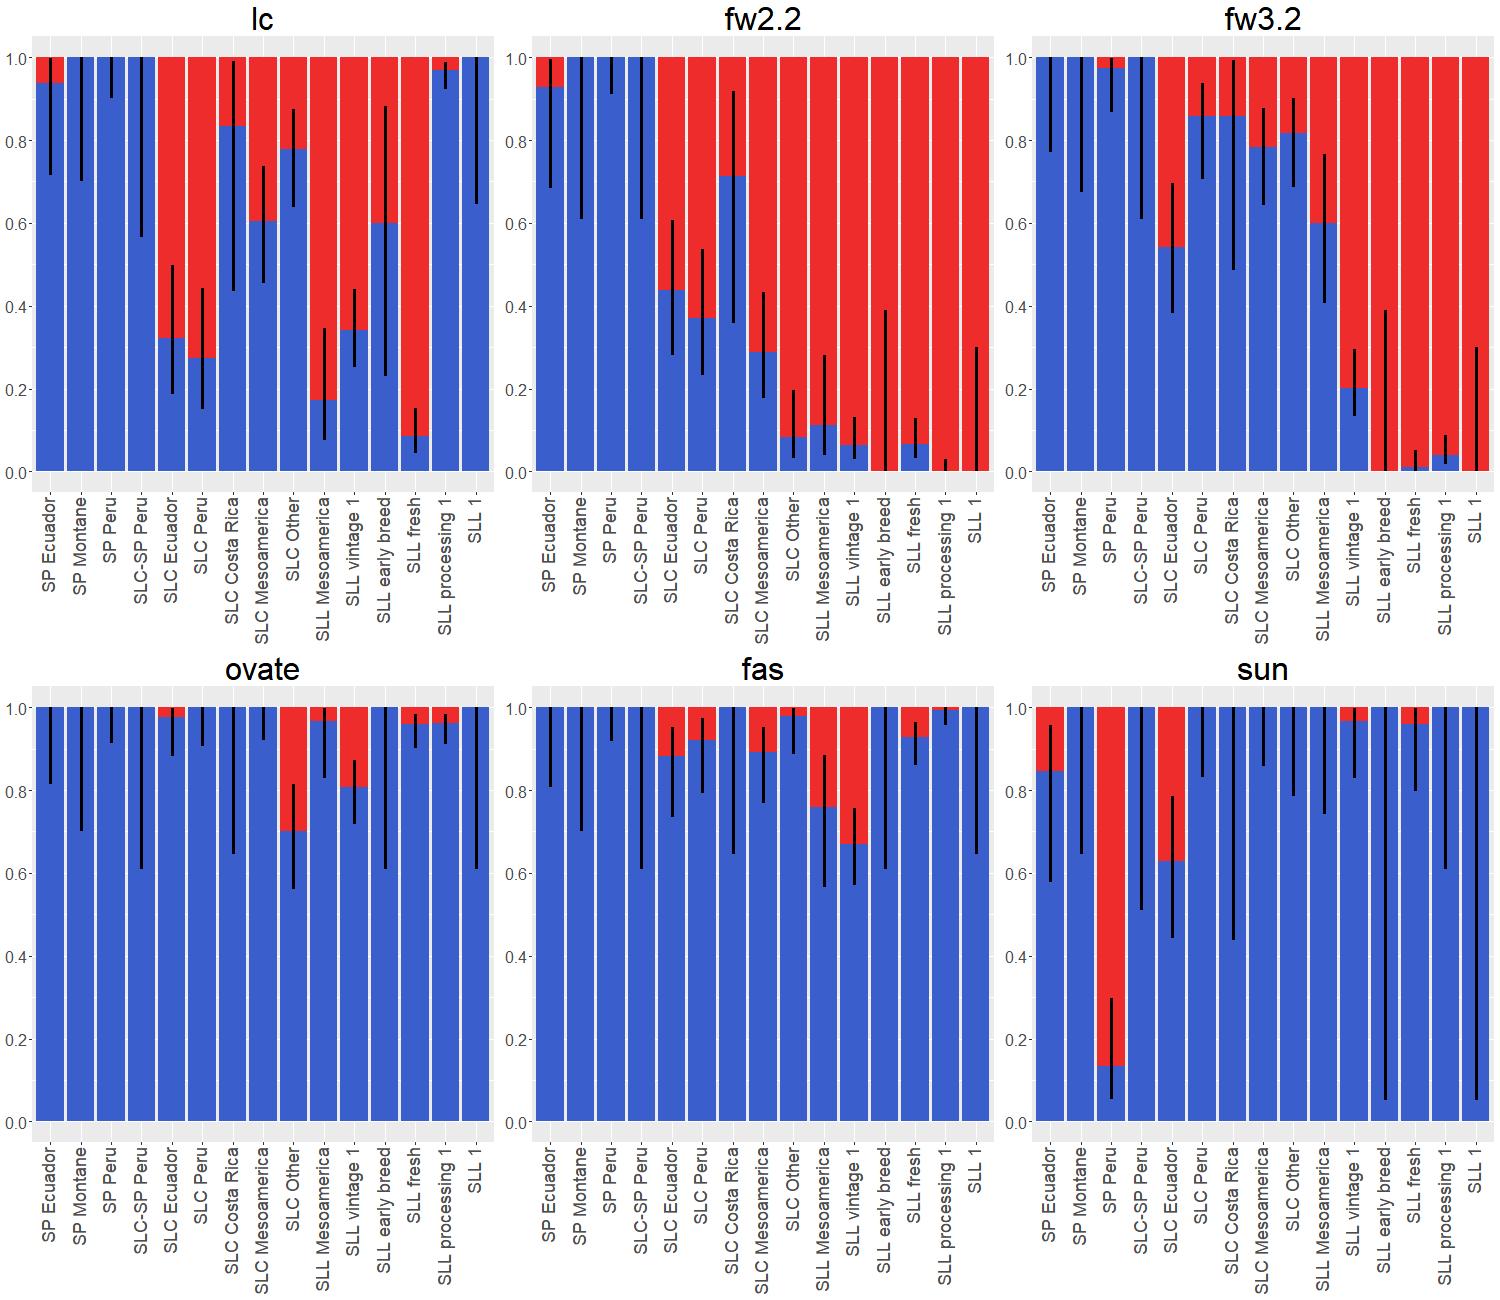 lc
1.0
0.8
0.6
0.4
0.2
0.0
SP Ecuador
SP Montane
SP Peru
SLC-SP Peru
SLC Ecuador
SLC Peru
SLC Costa Rica
SLC Mesoamerica
SLC Other
SLL Mesoamerica
SLL vintage 1
SLL early breed
SLL fresh
SLL processing 1
SLL 1
fw2.2
1.0
0.8
0.6
0.4
0.2
0.0
SP Ecuador
SP Montane
SP Peru
SLC-SP Peru
SLC Ecuador
SLC Peru
SLC Costa Rica
SLC Mesoamerica
SLC Other
SLL Mesoamerica
SLL vintage 1
SLL early breed
SLL fresh
SLL processing 1
SLL 1
fw3.2
1.0
0.8
0.6
0.4
0.2
0.0
SP Ecuador
SP Montane
SP Peru
SLC-SP Peru
SLC Ecuador
SLC Peru
SLC Costa Rica
SLC Mesoamerica
SLC Other
SLL Mesoamerica
SLL vintage 1
SLL early breed
SLL fresh
SLL processing 1
SLL 1
ovate
1.0
0.8
0.6
0.4
0.2
0.0
SP Ecuador
SP Montane
SP Peru
SLC-SP Peru
SLC Ecuador
SLC Peru
SLC Costa Rica
SLC Mesoamerica
SLC Other
SLL Mesoamerica
SLL vintage 1
SLL early breed
SLL fresh
SLL processing 1
SLL 1
fas
1.0
0.8
0.6
0.4
0.2
0.0
SP Ecuador
SP Montane
SP Peru
SLC-SP Peru
SLC Ecuador
SLC Peru
SLC Costa Rica
SLC Mesoamerica
SLC Other
SLL Mesoamerica
SLL vintage 1
SLL early breed
SLL fresh
SLL processing 1
SLL 1
sun
1.0
0.8
0.6
0.4
0.2
0.0
SP Ecuador
SP Montane
SP Peru
SLC-SP Peru
SLC Ecuador
SLC Peru
SLC Costa Rica
SLC Mesoamerica
SLC Other
SLL Mesoamerica
SLL vintage 1
SLL early breed
SLL fresh
SLL processing 1
SLL 1